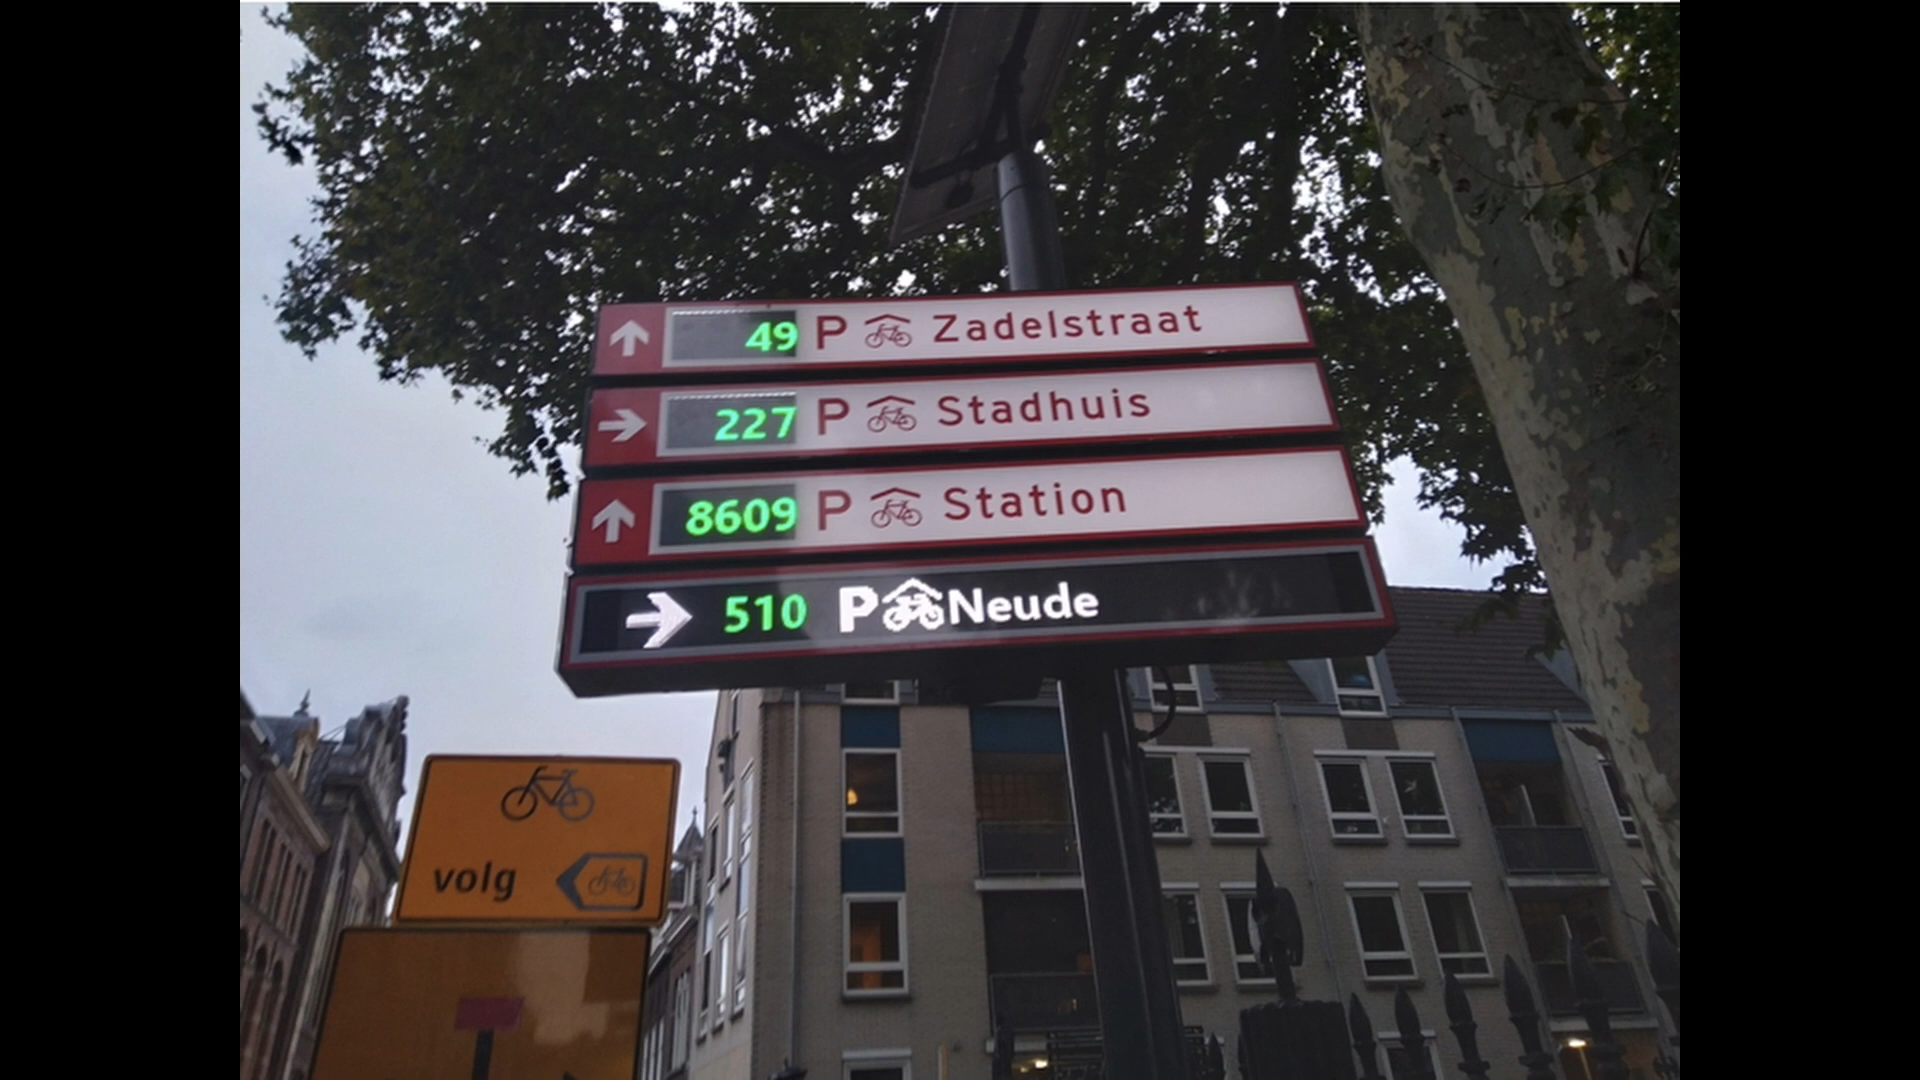 49 P Zadelstraat
227 P Stadhuis
8609 P Station
510 P Neude
volg